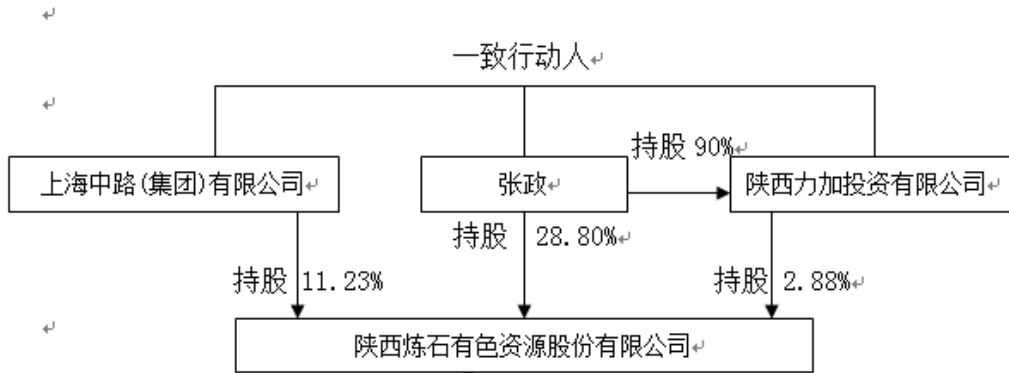 一致行动人
持股 90%
上海中路(集团)有限公司
张政
陕西力加投资有限公司
持股 28.80%
持股 11.23%
持股 2.88%
陕西炼石有色资源股份有限公司